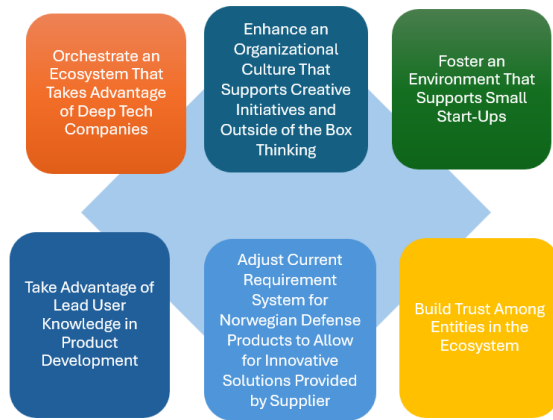 Orchestrate an
Ecosystem That
Takes Advantage
of Deep Tech
Companies
Enhance an
Organizational
Culture That
Supports Creative
Initiatives and
Outside of the Box
Thinking
Foster an
Environment That
Supports Small
Start-Ups
Take Advantage of
Lead User
Knowledge in
Product
Development
Adjust Current
Requirement
System for
Norwegian Defense
Products to Allow
for Innovative
Solutions Provided
by Supplier
Build Trust Among
Entities in the
Ecosystem